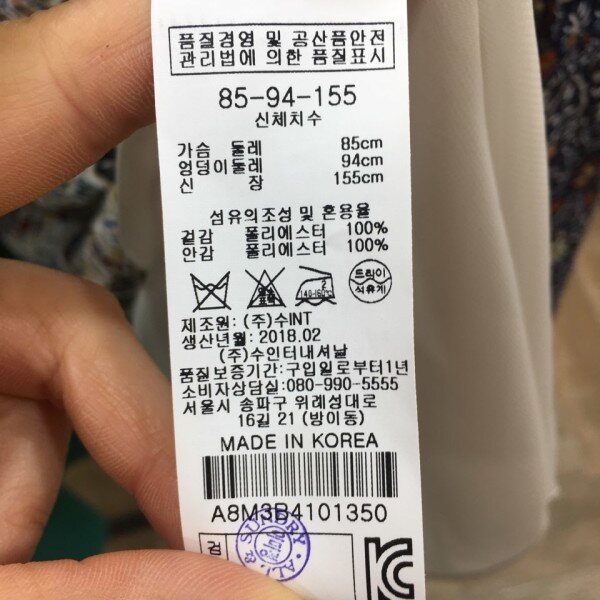 품질경영 및 공산품안전
관리법에 의한 품질표시
85-94-155
신체치수
가슴 둘레 85cm
엉덩이둘레 94cm
신 장 155cm
섬유의조성 및 혼용율
겉감 폴리에스터 100%
안감 폴리에스터 100%
드라이
석유계
제조원: (주)수INT
생산년월: 2018.02
(주)수인터내셔날
품질보증기간: 구입일로부터1년
소비자상담실: 080-990-5555
서울시 송파구 위례성대로
16길 21 (방이동)
MADE IN KOREA
A8M3B4101350
검
SUNDRY